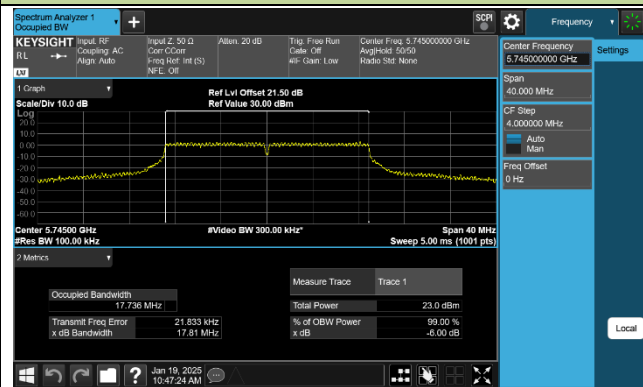 Spectrum Analyzer 1
Occupied BW
SCPI
Frequency
KEYSIGHT
RL
LXI
Input: RF
Coupling: AC
Align: Auto
Input Z: 50 Ω
Corr CCorr
Freq Ref: Int (S)
NFE: Off
Atten: 20 dB
Trig: Free Run
Gate: Off
#IF Gain: Low
Center Freq: 5.745000000 GHz
Avg|Hold: 50/50
Radio Std: None
Center Frequency
5.745000000 GHz
Settings
Span
40.000 MHz
CF Step
4.000000 MHz
Auto
Man
Freq Offset
0 Hz
Local
1 Graph
Scale/Div 10.0 dB
Ref Lvl Offset 21.50 dB
Ref Value 30.00 dBm
Log
20.0
10.0
0.00
-10.0
-20.0
-30.0
-40.0
-50.0
-60.0
Center 5.74500 GHz
#Res BW 100.00 kHz
#Video BW 300.00 kHz*
Span 40 MHz
Sweep 5.00 ms (1001 pts)
2 Metrics
Measure Trace
Trace 1
Occupied Bandwidth
17.736 MHz
Total Power
23.0 dBm
Transmit Freq Error
21.833 kHz
% of OBW Power
99.00 %
x dB Bandwidth
17.81 MHz
x dB
-6.00 dB
Jan 19, 2025
10:47:24 AM